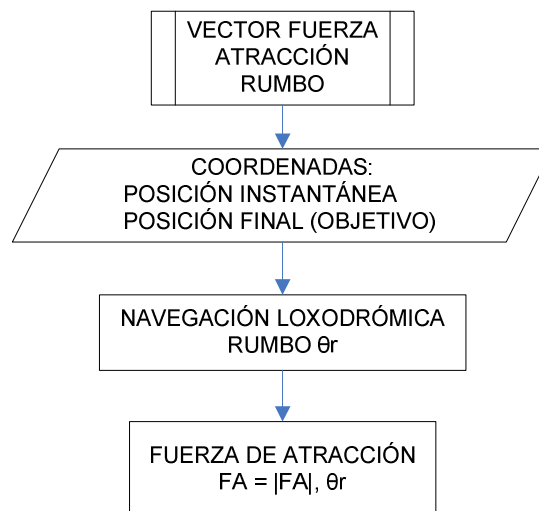 VECTOR FUERZA
ATRACCIÓN
RUMBO
COORDENADAS:
POSICIÓN INSTANTÁNEA
POSICIÓN FINAL (OBJETIVO)
NAVEGACIÓN LOXODRÓMICA
RUMBO θr
FUERZA DE ATRACCIÓN
FA = |FA|, θr